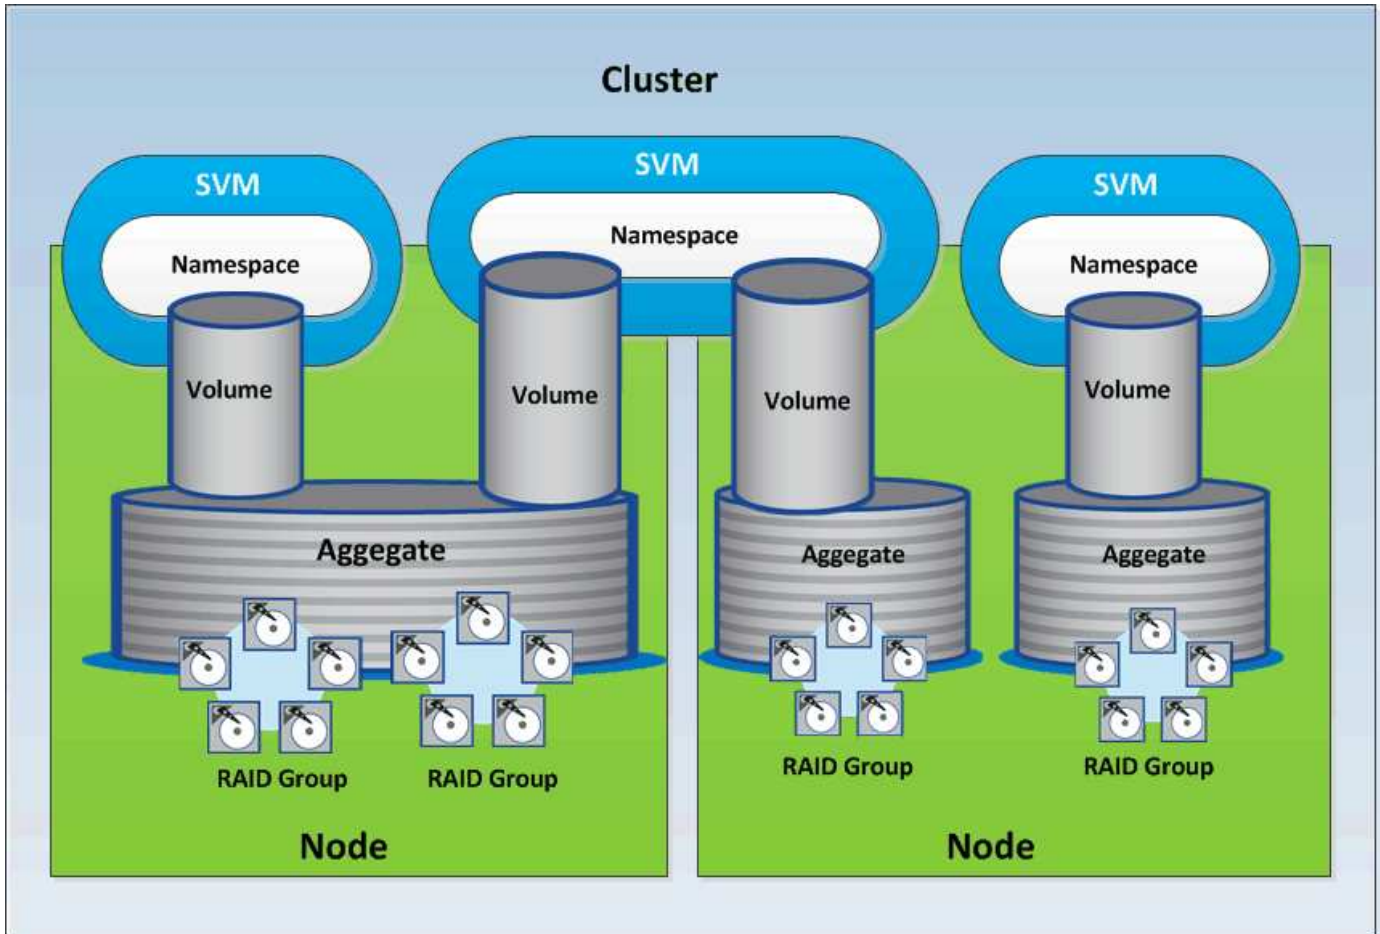 Cluster
SVM
SVM
SVM
Namespace
Namespace
Namespace
Volume
Volume
Volume
Volume
Aggegate
Aggegate
Aggegate
RAID Group
RAID Group
RAID Group
RAID Group
Node
Node